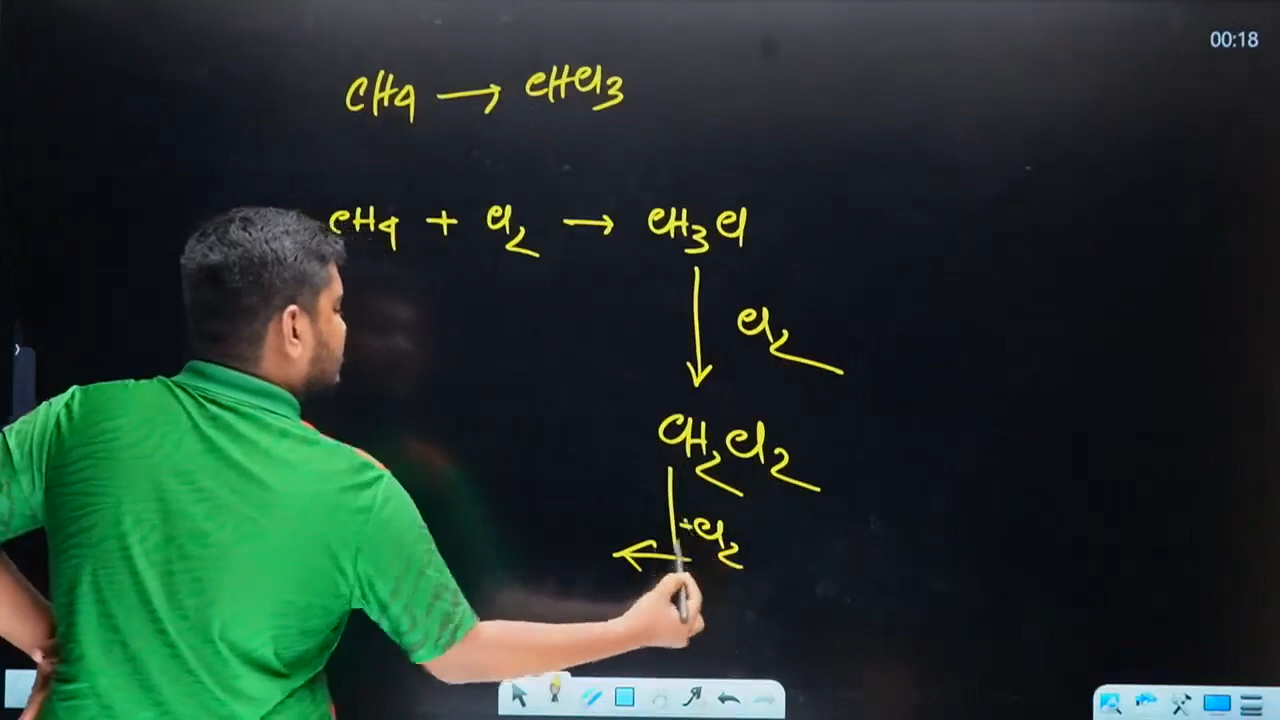 00:18
CH4 → CHCl3
CH4 + Cl2 → CH3Cl
Cl2
CH2Cl2
+Cl2